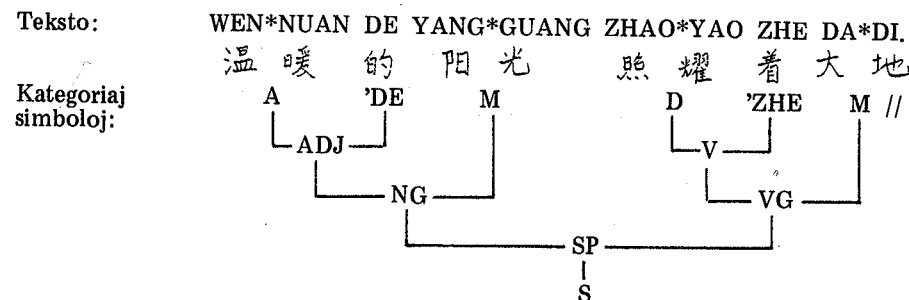 Teksto: WEN*NUAN DE YANG*GUANG ZHAO*YAO ZHE DA*DI.
温暖 的 阳光 照耀 着 大地
Kategoriaj
simboloj: A 'DE M D 'ZHE M //
ADJ V
NG VG
SP
S